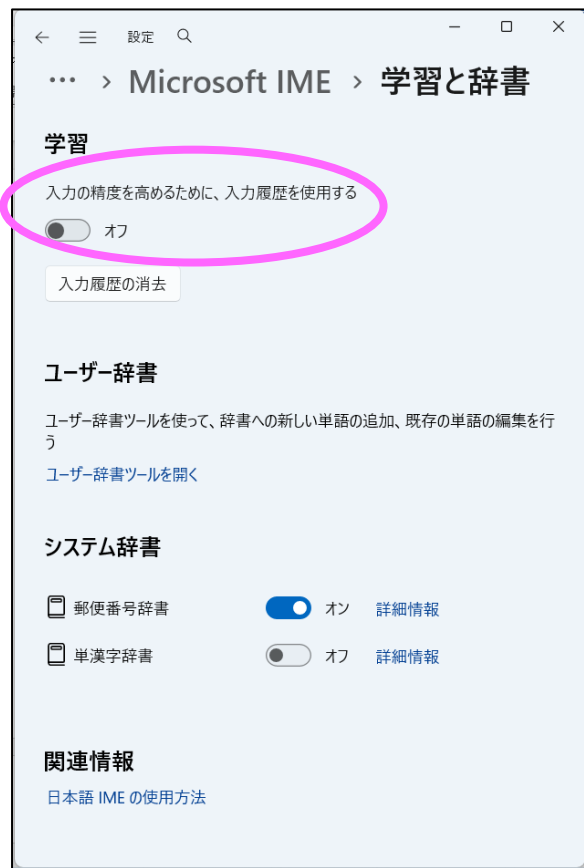 設定
… > Microsoft IME > 学習と辞書
学習
入力の精度を高めるために、入力履歴を使用する
オフ
入力履歴の消去
ユーザー辞書
ユーザー辞書ツールを使って、辞書への新しい単語の追加、既存の単語の編集を行
う
ユーザー辞書ツールを開く
システム辞書
郵便番号辞書 オン 詳細情報
単漢字辞書 オフ 詳細情報
関連情報
日本語 IME の使用方法